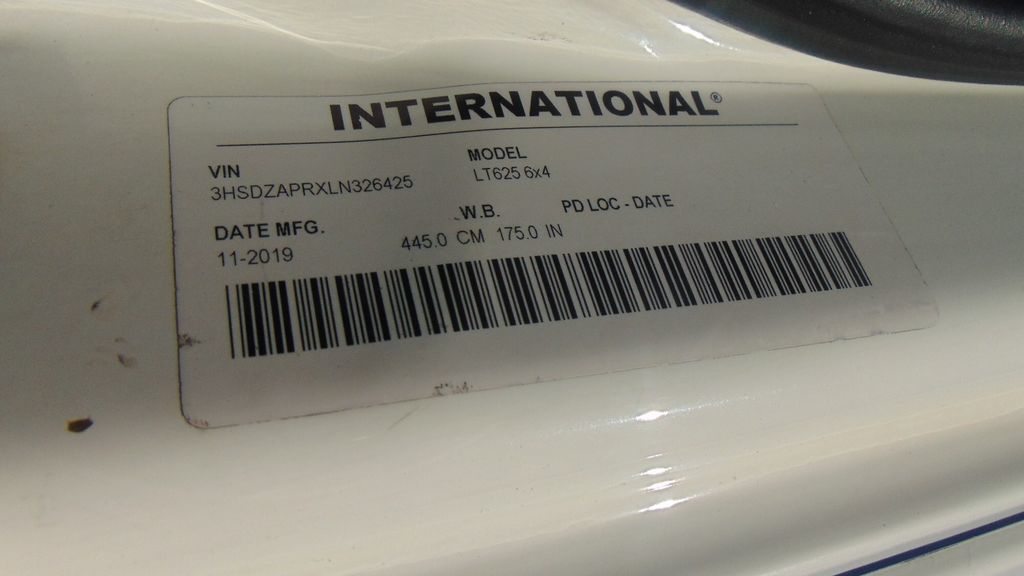 INTERNATIONAL®
VIN
3HSDZAPRXLN326425
MODEL
LT625 6x4
DATE MFG.
11-2019
W.B.
445.0 CM 175.0 IN
PD LOC - DATE